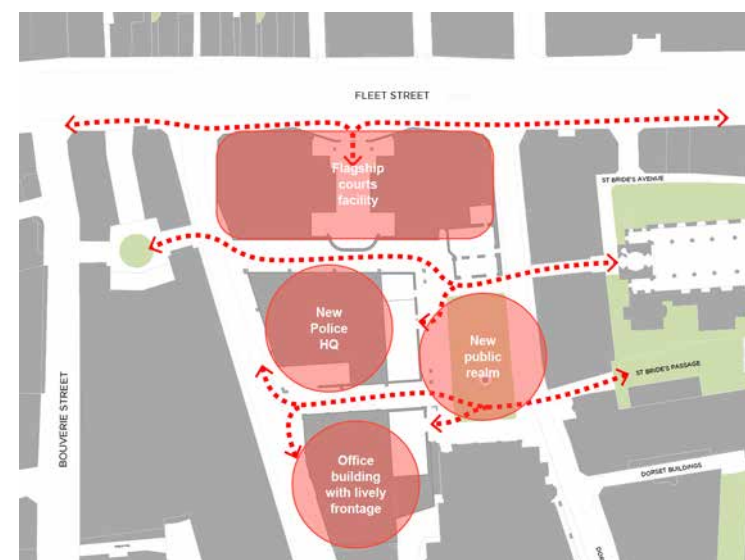 FLEET STREET
Flagship
courts
facility
ST BRIDE'S AVENUE
New
Police
HQ
New
public
realm
ST BRIDE'S PASSAGE
BOUVERIE STREET
Office
building
with lively
frontage
DORSET BUILDINGS